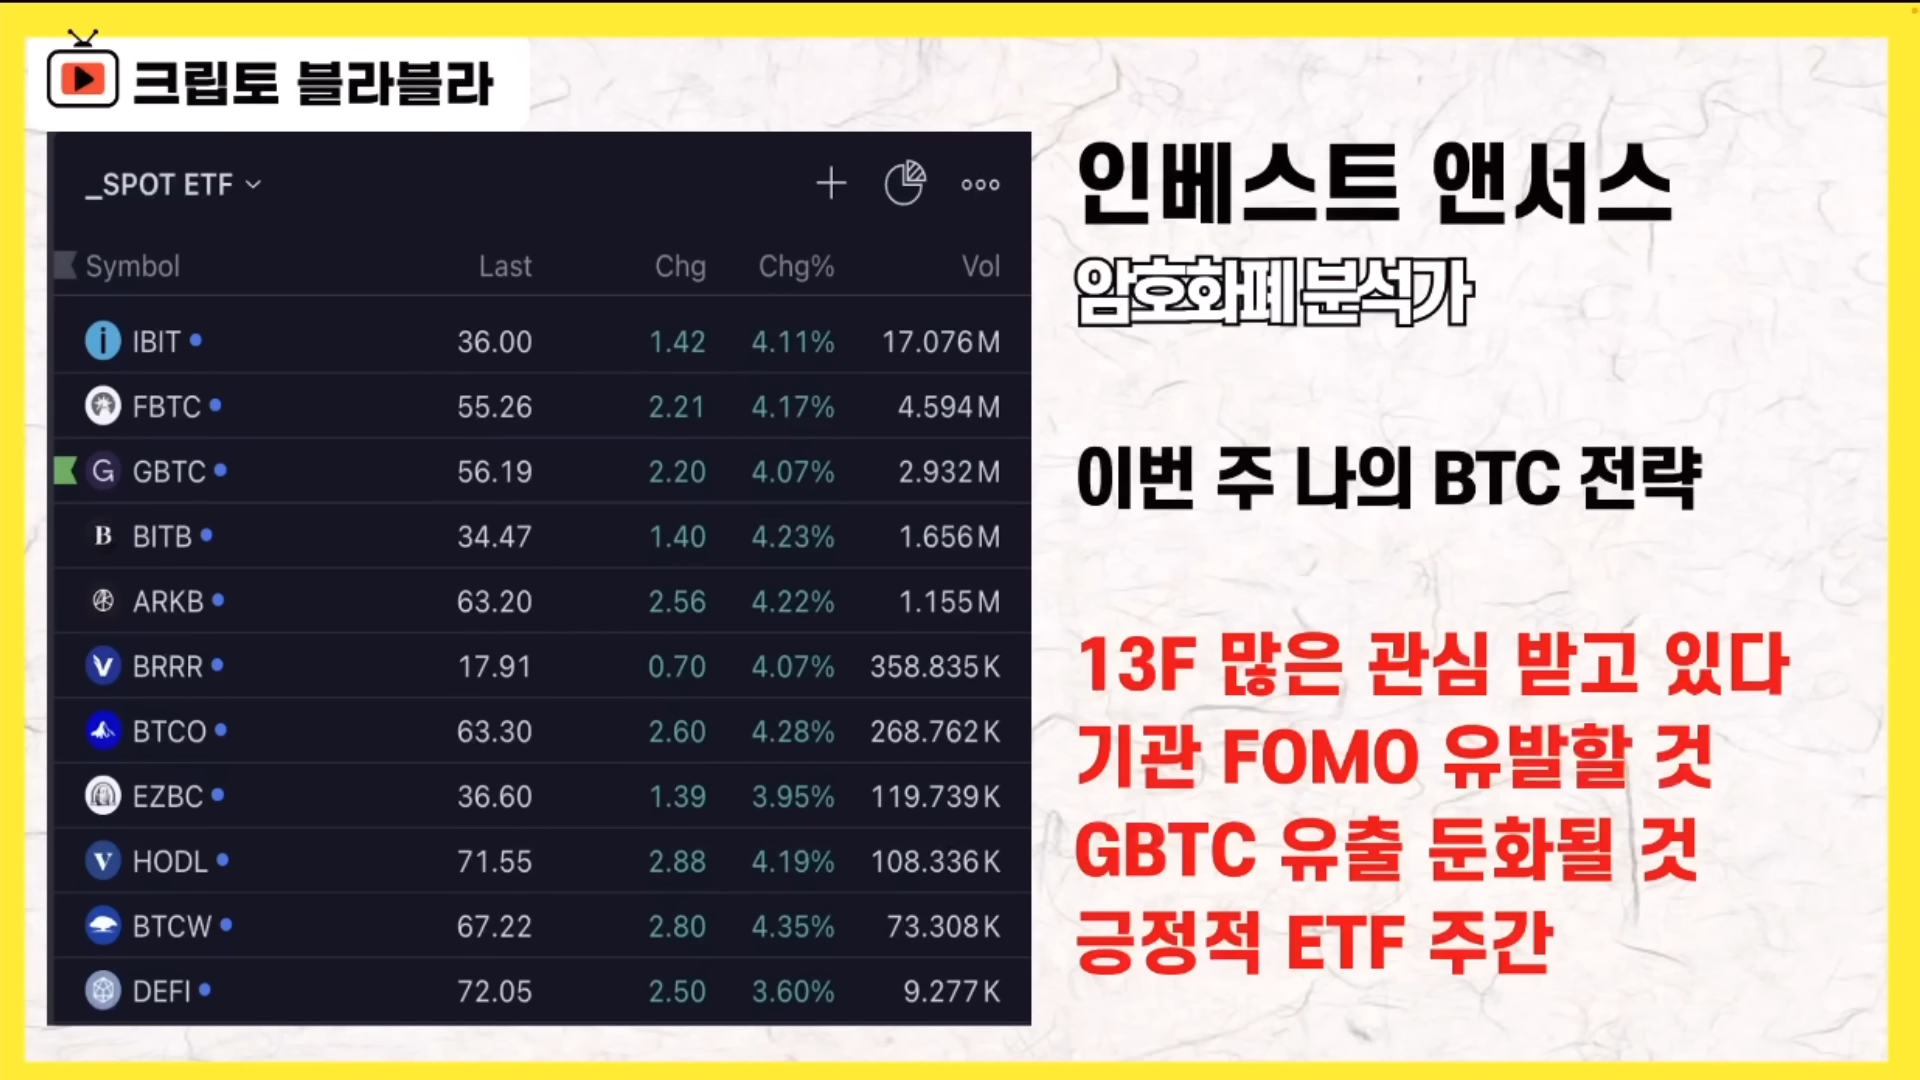 크립토 블라블라
_SPOT ETF
Symbol Last Chg Chg% Vol
IBIT 36.00 1.42 4.11% 17.076M
FBTC 55.26 2.21 4.17% 4.594M
GBTC 56.19 2.20 4.07% 2.932M
BITB 34.47 1.40 4.23% 1.656M
ARKB 63.20 2.56 4.22% 1.155M
BRRR 17.91 0.70 4.07% 358.835K
BTCO 63.30 2.60 4.28% 268.762K
EZBC 36.60 1.39 3.95% 119.739K
HODL 71.55 2.88 4.19% 108.336K
BTCW 67.22 2.80 4.35% 73.308K
DEFI 72.05 2.50 3.60% 9.277K
인베스트 앤서스
암호화폐 분석가
이번 주 나의 BTC 전략
13F 많은 관심 받고 있다
기관 FOMO 유발할 것
GBTC 유출 둔화될 것
긍정적 ETF 주간